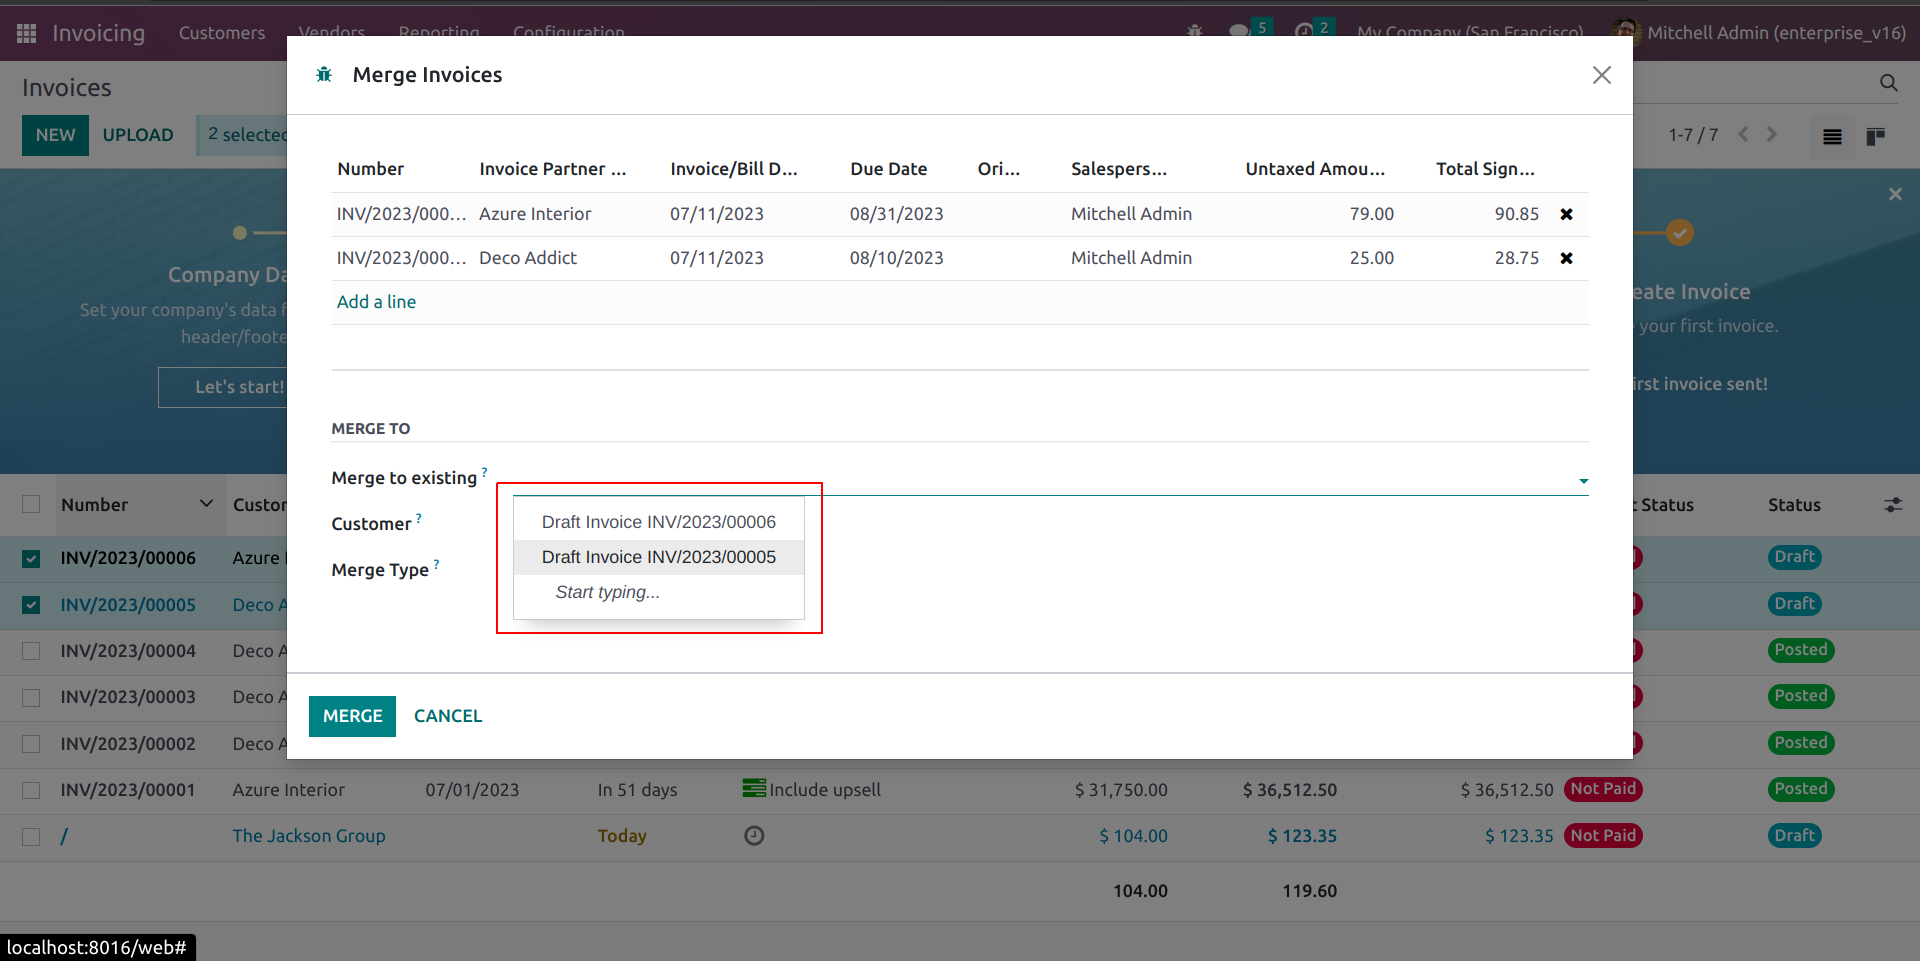 Invoicing Customers Vendors Reporting Configuration 5 2 My Company (San Francisco) Mitchell Admin (enterprise_v16)
Invoices
NEW UPLOAD 2 selected
1-7 / 7
Merge Invoices
Number Invoice Partner ... Invoice/Bill D... Due Date Ori... Salespers... Untaxed Amou... Total Sign...
INV/2023/000... Azure Interior 07/11/2023 08/31/2023 Mitchell Admin 79.00 90.85
INV/2023/000... Deco Addict 07/11/2023 08/10/2023 Mitchell Admin 25.00 28.75
Add a line
MERGE TO
Merge to existing ?
Customer ?
Merge Type ?
Draft Invoice INV/2023/00006
Draft Invoice INV/2023/00005
Start typing...
MERGE CANCEL
Company Da
Set your company's data f
header/foote
Let's start!
eate Invoice
your first invoice.
irst invoice sent!
Number Custo t Status Status
INV/2023/00006 Azure I Draft
INV/2023/00005 Deco A Draft
INV/2023/00004 Deco A Posted
INV/2023/00003 Deco A Posted
INV/2023/00002 Deco A Posted
INV/2023/00001 Azure Interior 07/01/2023 In 51 days Include upsell $ 31,750.00 $ 36,512.50 $ 36,512.50 Not Paid Posted
/ The Jackson Group Today $ 104.00 $ 123.35 $ 123.35 Not Paid Draft
104.00 119.60
localhost:8016/web#